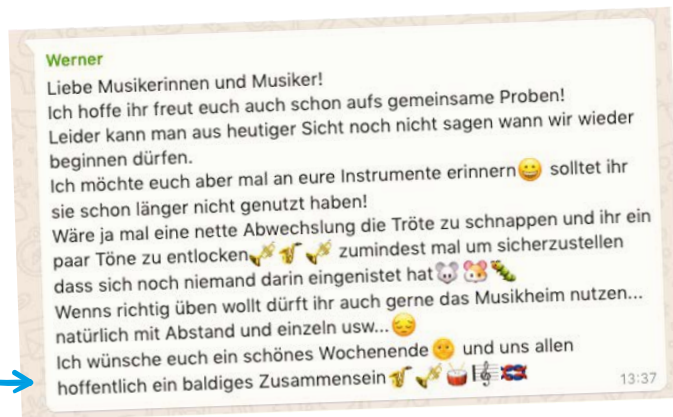 Werner
Liebe Musikerinnen und Musiker!
Ich hoffe ihr freut euch auch schon aufs gemeinsame Proben!
Leider kann man aus heutiger Sicht noch nicht sagen wann wir wieder
beginnen dürfen.
Ich möchte euch aber mal an eure Instrumente erinnern😀 solltet ihr
sie schon länger nicht genutzt haben!
Wäre ja mal eine nette Abwechslung die Tröte zu schnappen und ihr ein
paar Töne zu entlocken🎺🎷🎺 zumindest mal um sicherzustellen
dass sich noch niemand darin eingenistet hat🐭🐹🐛
Wenns richtig üben wollt dürft ihr auch gerne das Musikheim nutzen...
natürlich mit Abstand und einzeln usw...😔
Ich wünsche euch ein schönes Wochenende🌞 und uns allen
hoffentlich ein baldiges Zusammensein🎷🎺🥁🎼🪢
13:37